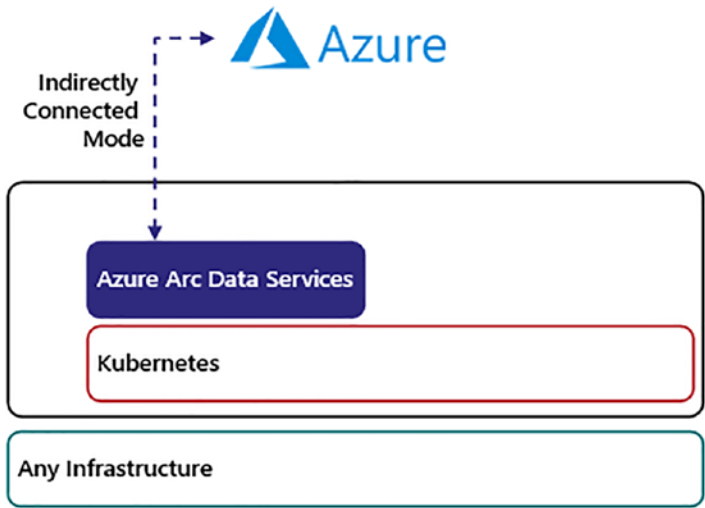 Azure
Indirectly
Connected
Mode
Azure Arc Data Services
Kubernetes
Any Infrastructure